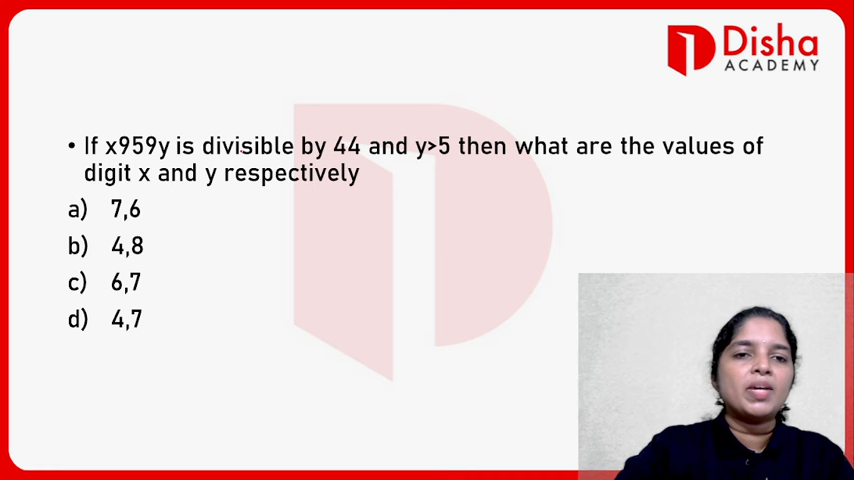 Disha
ACADEMY
• If x959y is divisible by 44 and y>5 then what are the values of
digit x and y respectively
a) 7,6
b) 4,8
c) 6,7
d) 4,7